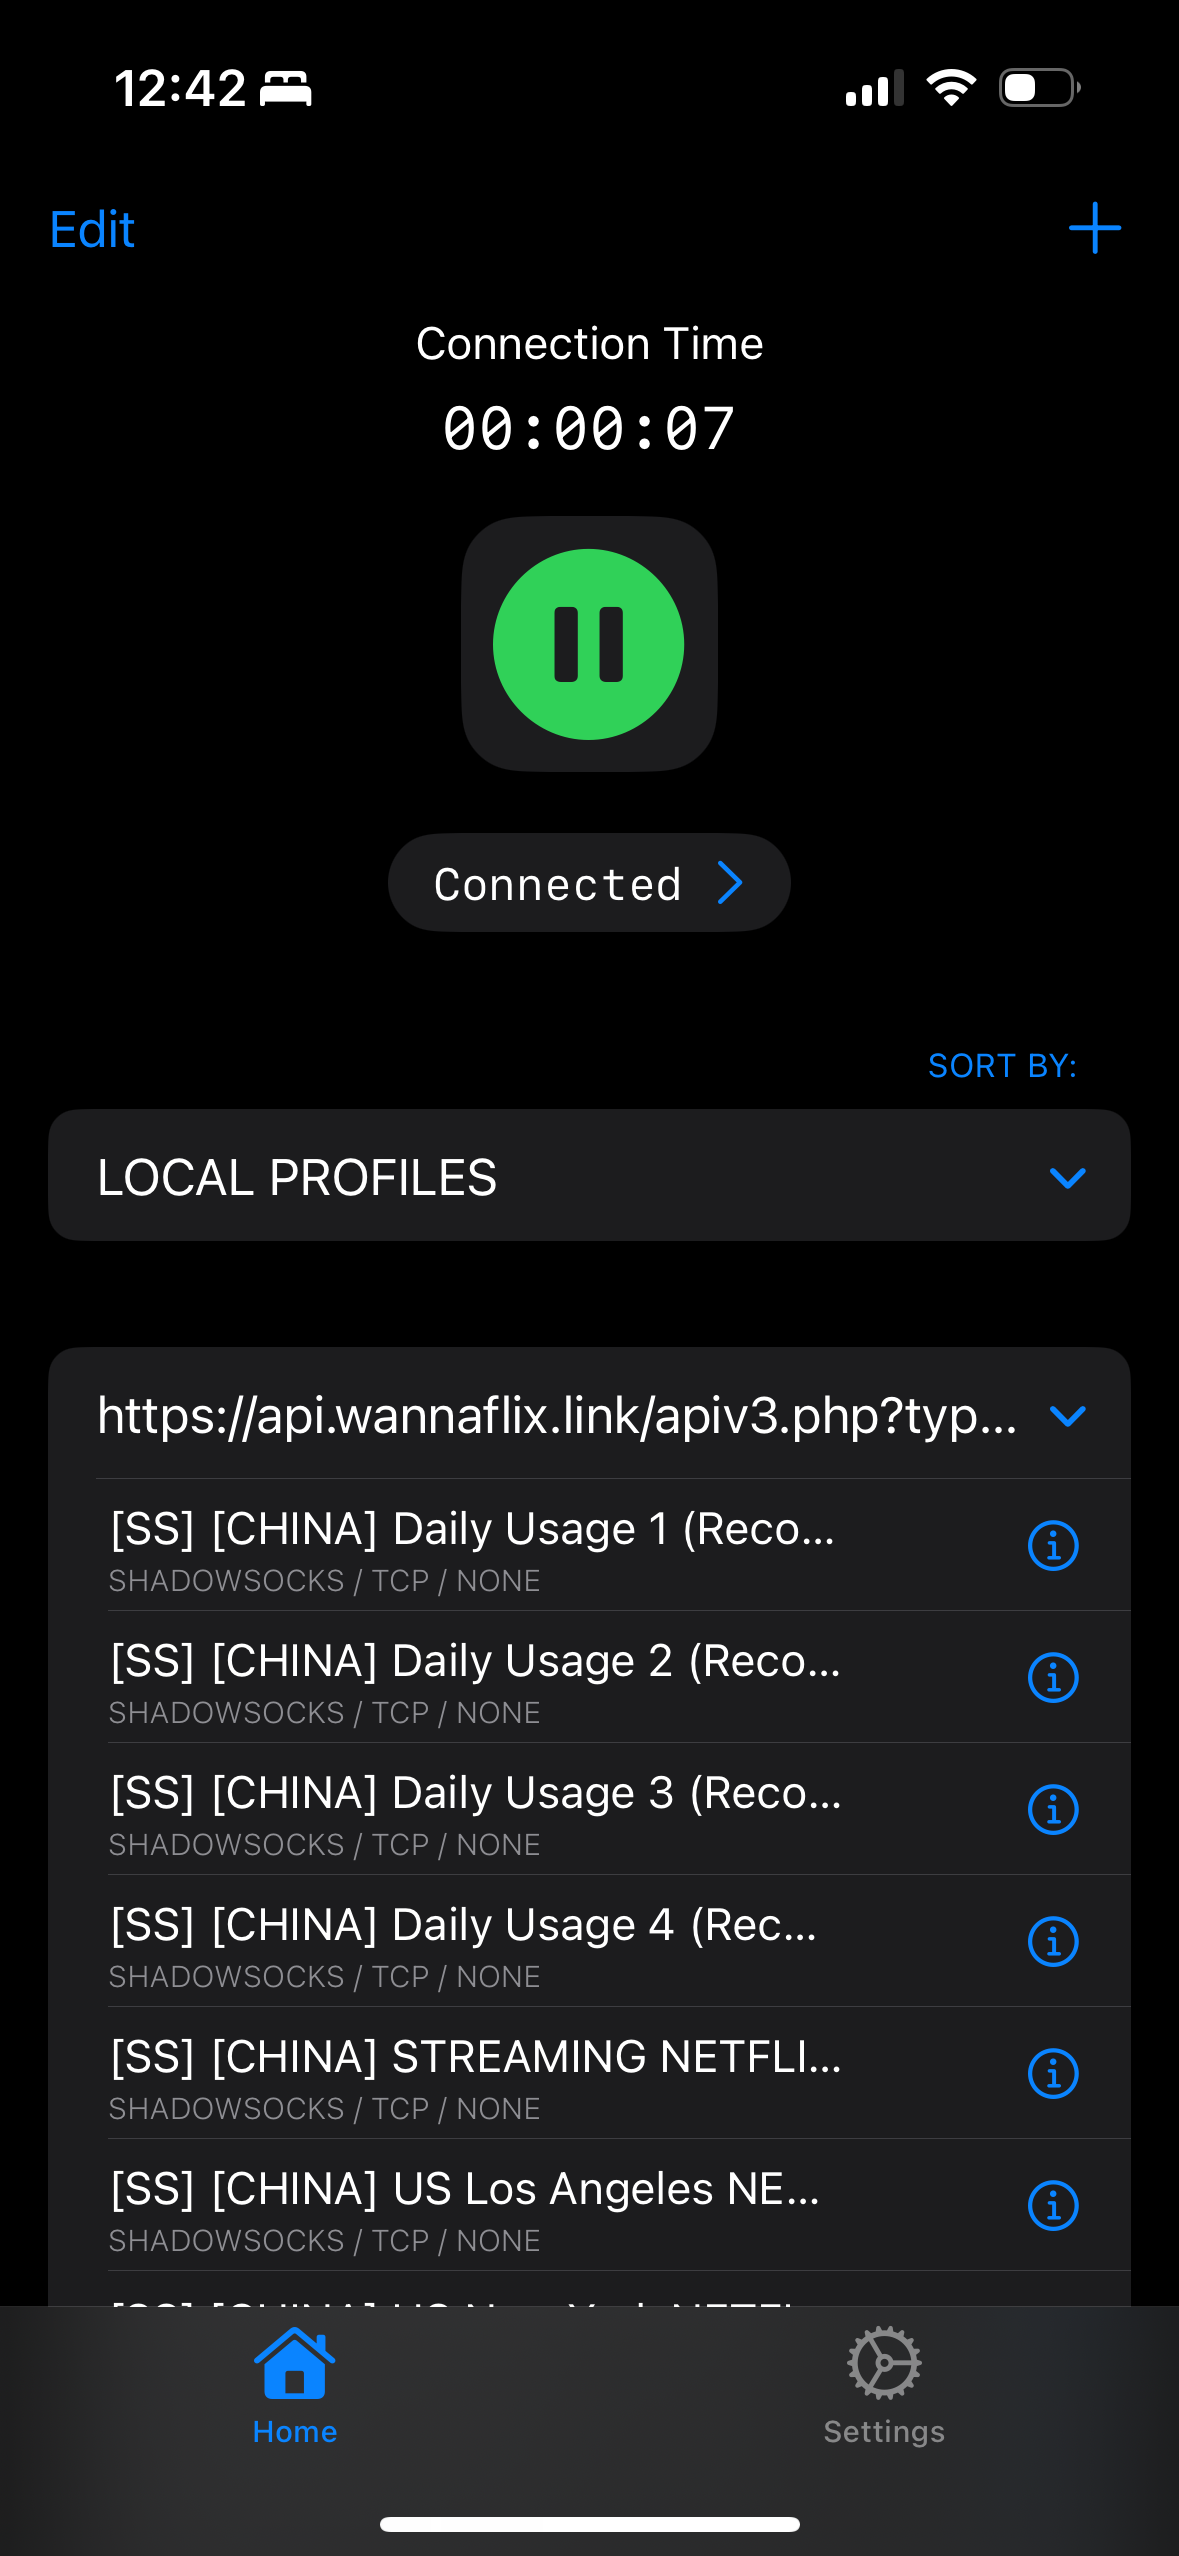 12:42
Edit
Connection Time
00:00:07
Connected
SORT BY:
LOCAL PROFILES
https://api.wannaflix.link/apiv3.php?typ...
[SS] [CHINA] Daily Usage 1 (Reco...
SHADOWSOCKS / TCP / NONE
[SS] [CHINA] Daily Usage 2 (Reco...
SHADOWSOCKS / TCP / NONE
[SS] [CHINA] Daily Usage 3 (Reco...
SHADOWSOCKS / TCP / NONE
[SS] [CHINA] Daily Usage 4 (Rec...
SHADOWSOCKS / TCP / NONE
[SS] [CHINA] STREAMING NETFLI...
SHADOWSOCKS / TCP / NONE
[SS] [CHINA] US Los Angeles NE...
SHADOWSOCKS / TCP / NONE
Home
Settings